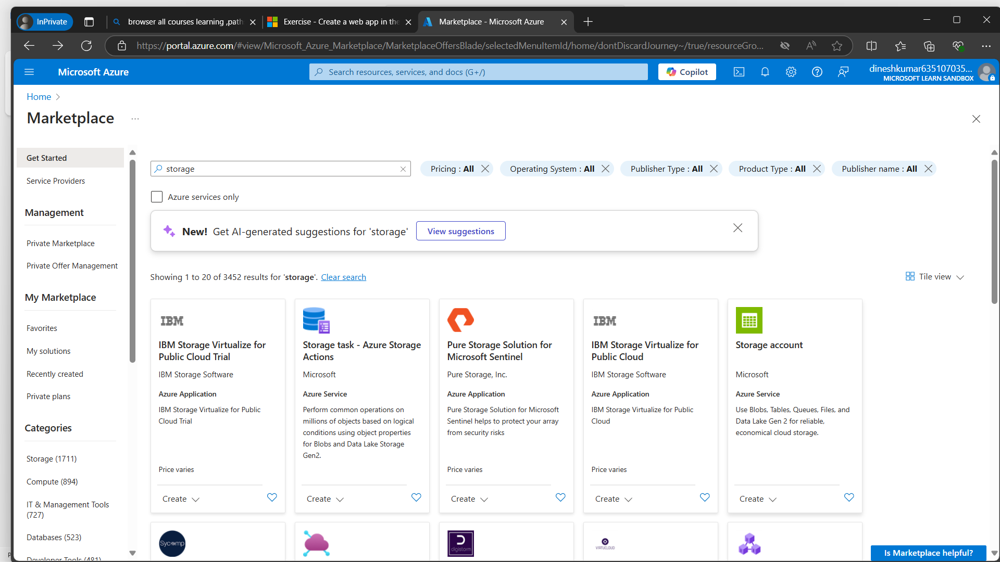 InPrivate
browser all courses learning ,pat
Exercise - Create a web app in the
Marketplace - Microsoft Azure
https://portal.azure.com/#view/Microsoft_Azure_Marketplace/MarketplaceOffersBlade/selectedMenuItemId/home/dontDiscardJourney~/true/resourceGro...
Microsoft Azure
Search resources, services, and docs (G+/)
Copilot
dineshkumar635107035...
MICROSOFT LEARN SANDBOX
Home
Marketplace
...
Get Started
Service Providers
Management
Private Marketplace
Private Offer Management
My Marketplace
Favorites
My solutions
Recently created
Private plans
Categories
Storage (1711)
Compute (894)
IT & Management Tools
(727)
Databases (523)
Developer Tools (481)
storage
Pricing : All
Operating System : All
Publisher Type : All
Product Type : All
Publisher name : All
Azure services only
New! Get AI-generated suggestions for 'storage'
View suggestions
Showing 1 to 20 of 3452 results for 'storage'. Clear search
Tile view
IBM
IBM Storage Virtualize for
Public Cloud Trial
IBM Storage Software
Azure Application
IBM Storage Virtualize for Public
Cloud Trial
Price varies
Create
Storage task - Azure Storage
Actions
Microsoft
Azure Service
Perform common operations on
millions of objects based on logical
conditions using object properties
for Blobs and Data Lake Storage
Gen2.
Create
Pure Storage Solution for
Microsoft Sentinel
Pure Storage, Inc.
Azure Application
Pure Storage Solution for Microsoft
Sentinel helps to protect your array
from security risks
Price varies
Create
IBM
IBM Storage Virtualize for
Public Cloud
IBM Storage Software
Azure Application
IBM Storage Virtualize for Public
Cloud
Price varies
Create
Storage account
Microsoft
Azure Service
Use Blobs, Tables, Queues, Files, and
Data Lake Gen 2 for reliable,
economical cloud storage.
Create
Sycomp
digistorm
VIRTUCLOUD
Is Marketplace helpful?